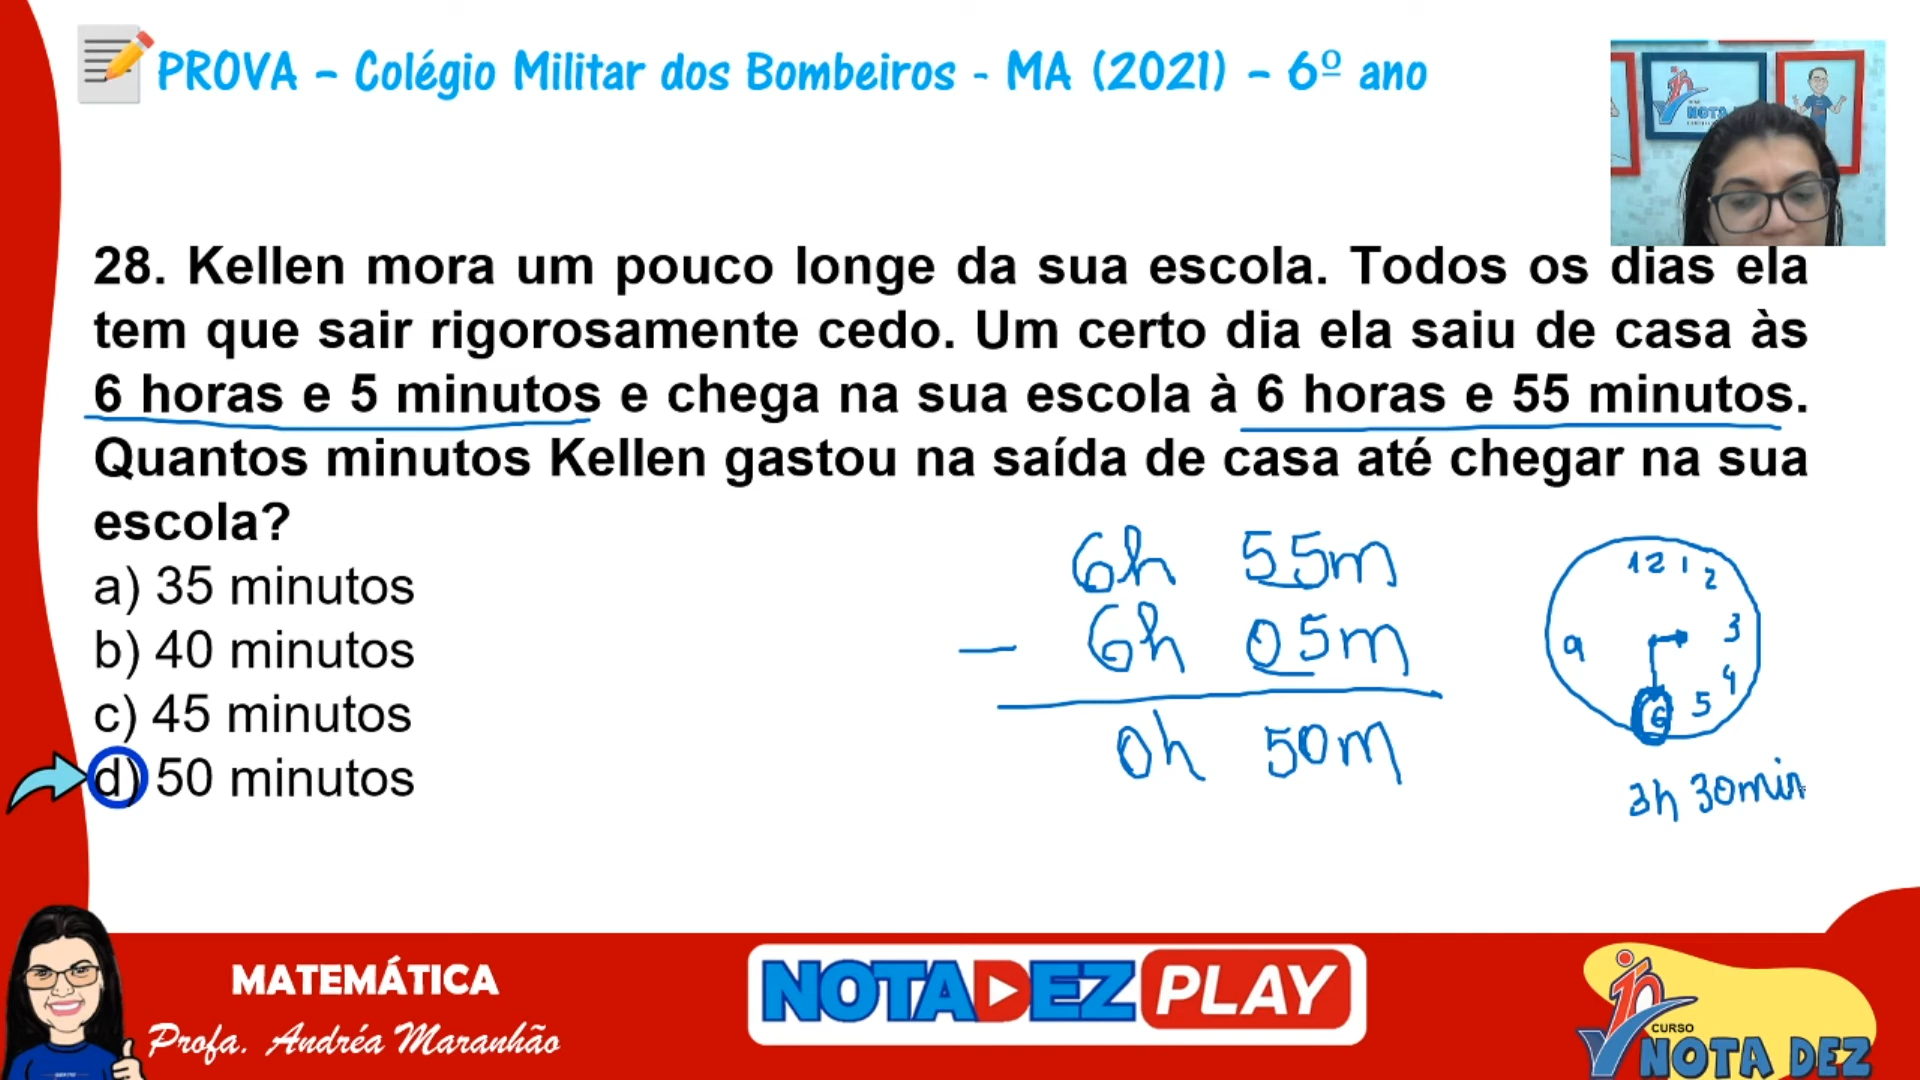 PROVA – Colégio Militar dos Bombeiros - MA (2021) – 6º ano
NOTA DEZ
28. Kellen mora um pouco longe da sua escola. Todos os dias ela
tem que sair rigorosamente cedo. Um certo dia ela saiu de casa às
6 horas e 5 minutos e chega na sua escola à 6 horas e 55 minutos.
Quantos minutos Kellen gastou na saída de casa até chegar na sua
escola?
a) 35 minutos
b) 40 minutos
c) 45 minutos
d) 50 minutos
6h 55m
- 6h 05m
0h 50m
12 1 2
3
4
5
6
9
3h 30min
MATEMÁTICA
Profa. Andréa Maranhão
NOTADEZ PLAY
CURSO
NOTA DEZ